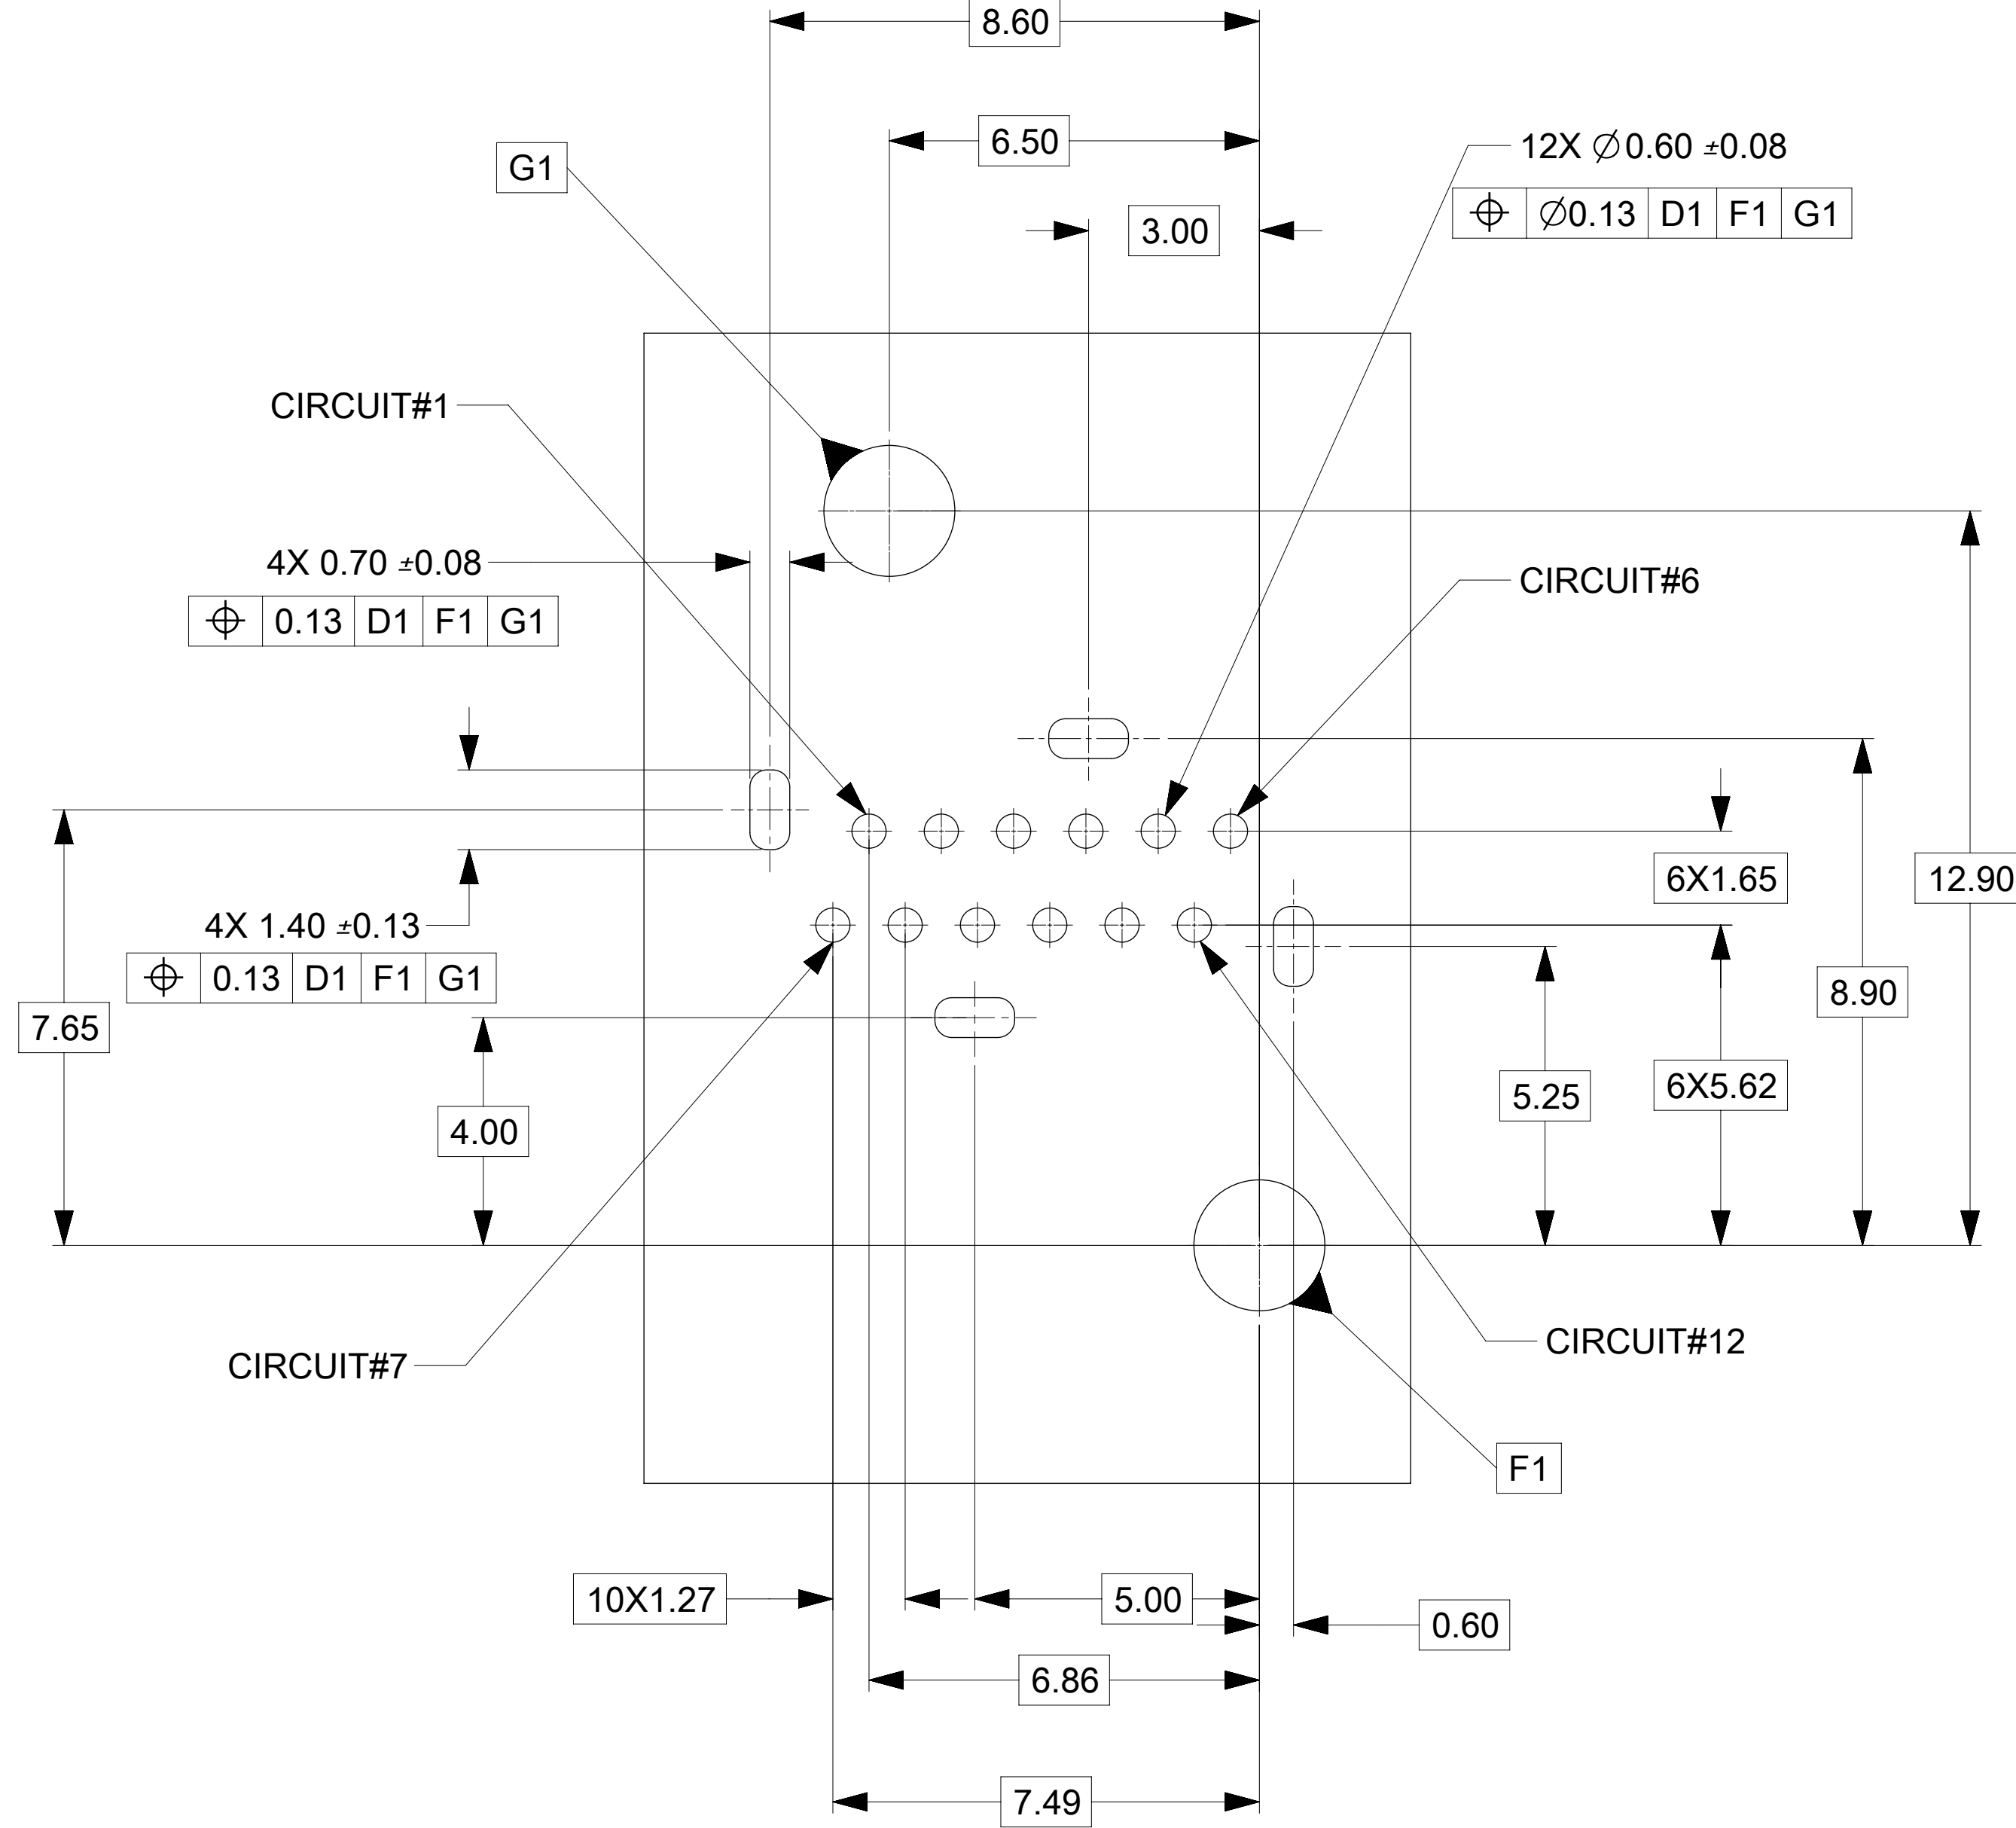 8.60
6.50
G1
12X ∅0.60 ±0.08
⌖ ∅0.13 D1 F1 G1
3.00
CIRCUIT#1
4X 0.70 ±0.08
⌖ 0.13 D1 F1 G1
CIRCUIT#6
6X1.65
12.90
4X 1.40 ±0.13
⌖ 0.13 D1 F1 G1
8.90
7.65
6X5.62
5.25
4.00
CIRCUIT#12
CIRCUIT#7
F1
10X1.27
5.00
0.60
6.86
7.49